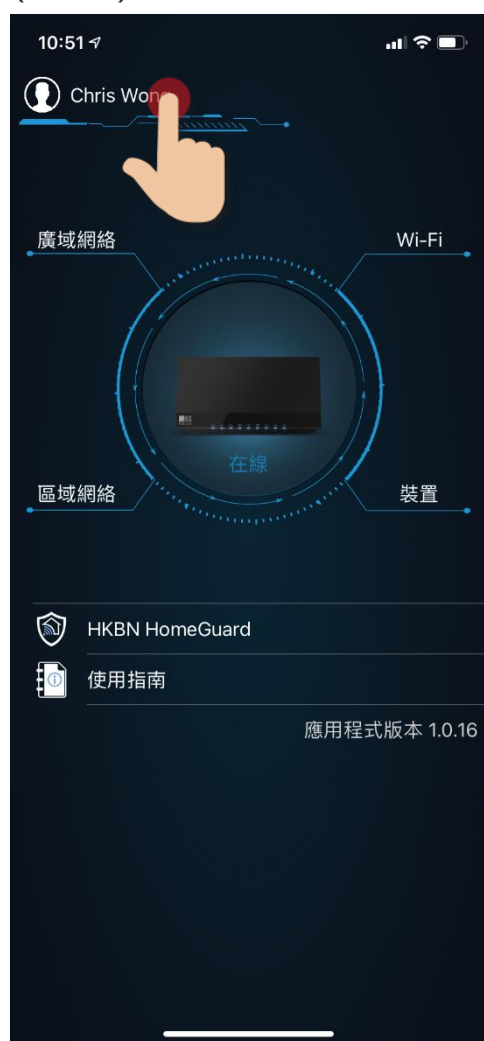 10:51
Chris Wong
廣域網絡
Wi-Fi
在線
區域網絡
裝置
HKBN HomeGuard
使用指南
應用程式版本 1.0.16